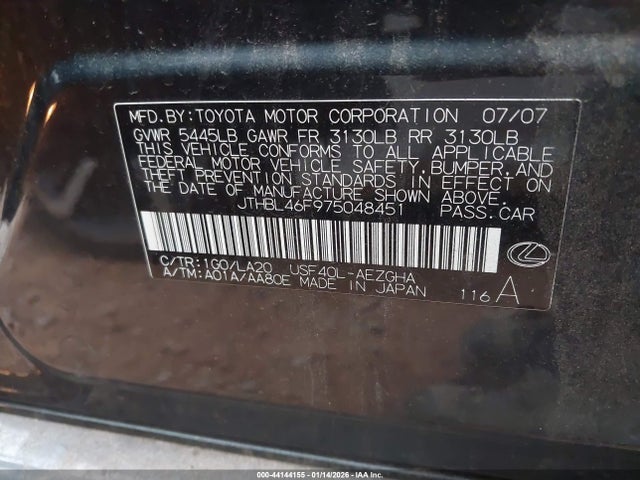 MFD.BY:TOYOTA MOTOR CORPORATION 07/07
GVWR 5445LB GAWR FR 3130LB RR 3130LB
THIS VEHICLE CONFORMS TO ALL APPLICABLE
FEDERAL MOTOR VEHICLE SAFETY,BUMPER,AND
THEFT PREVENTION STANDARDS IN EFFECT ON
THE DATE OF MANUFACTURE SHOWN ABOVE.
JTHBL46F975048451 PASS.CAR
C/TR:1G0/LA20 USF40L-AEZGHA
A/TM:A01A/AA80E MADE IN JAPAN 116A
000-44144155 — 01/14/2026 — IAA Inc.